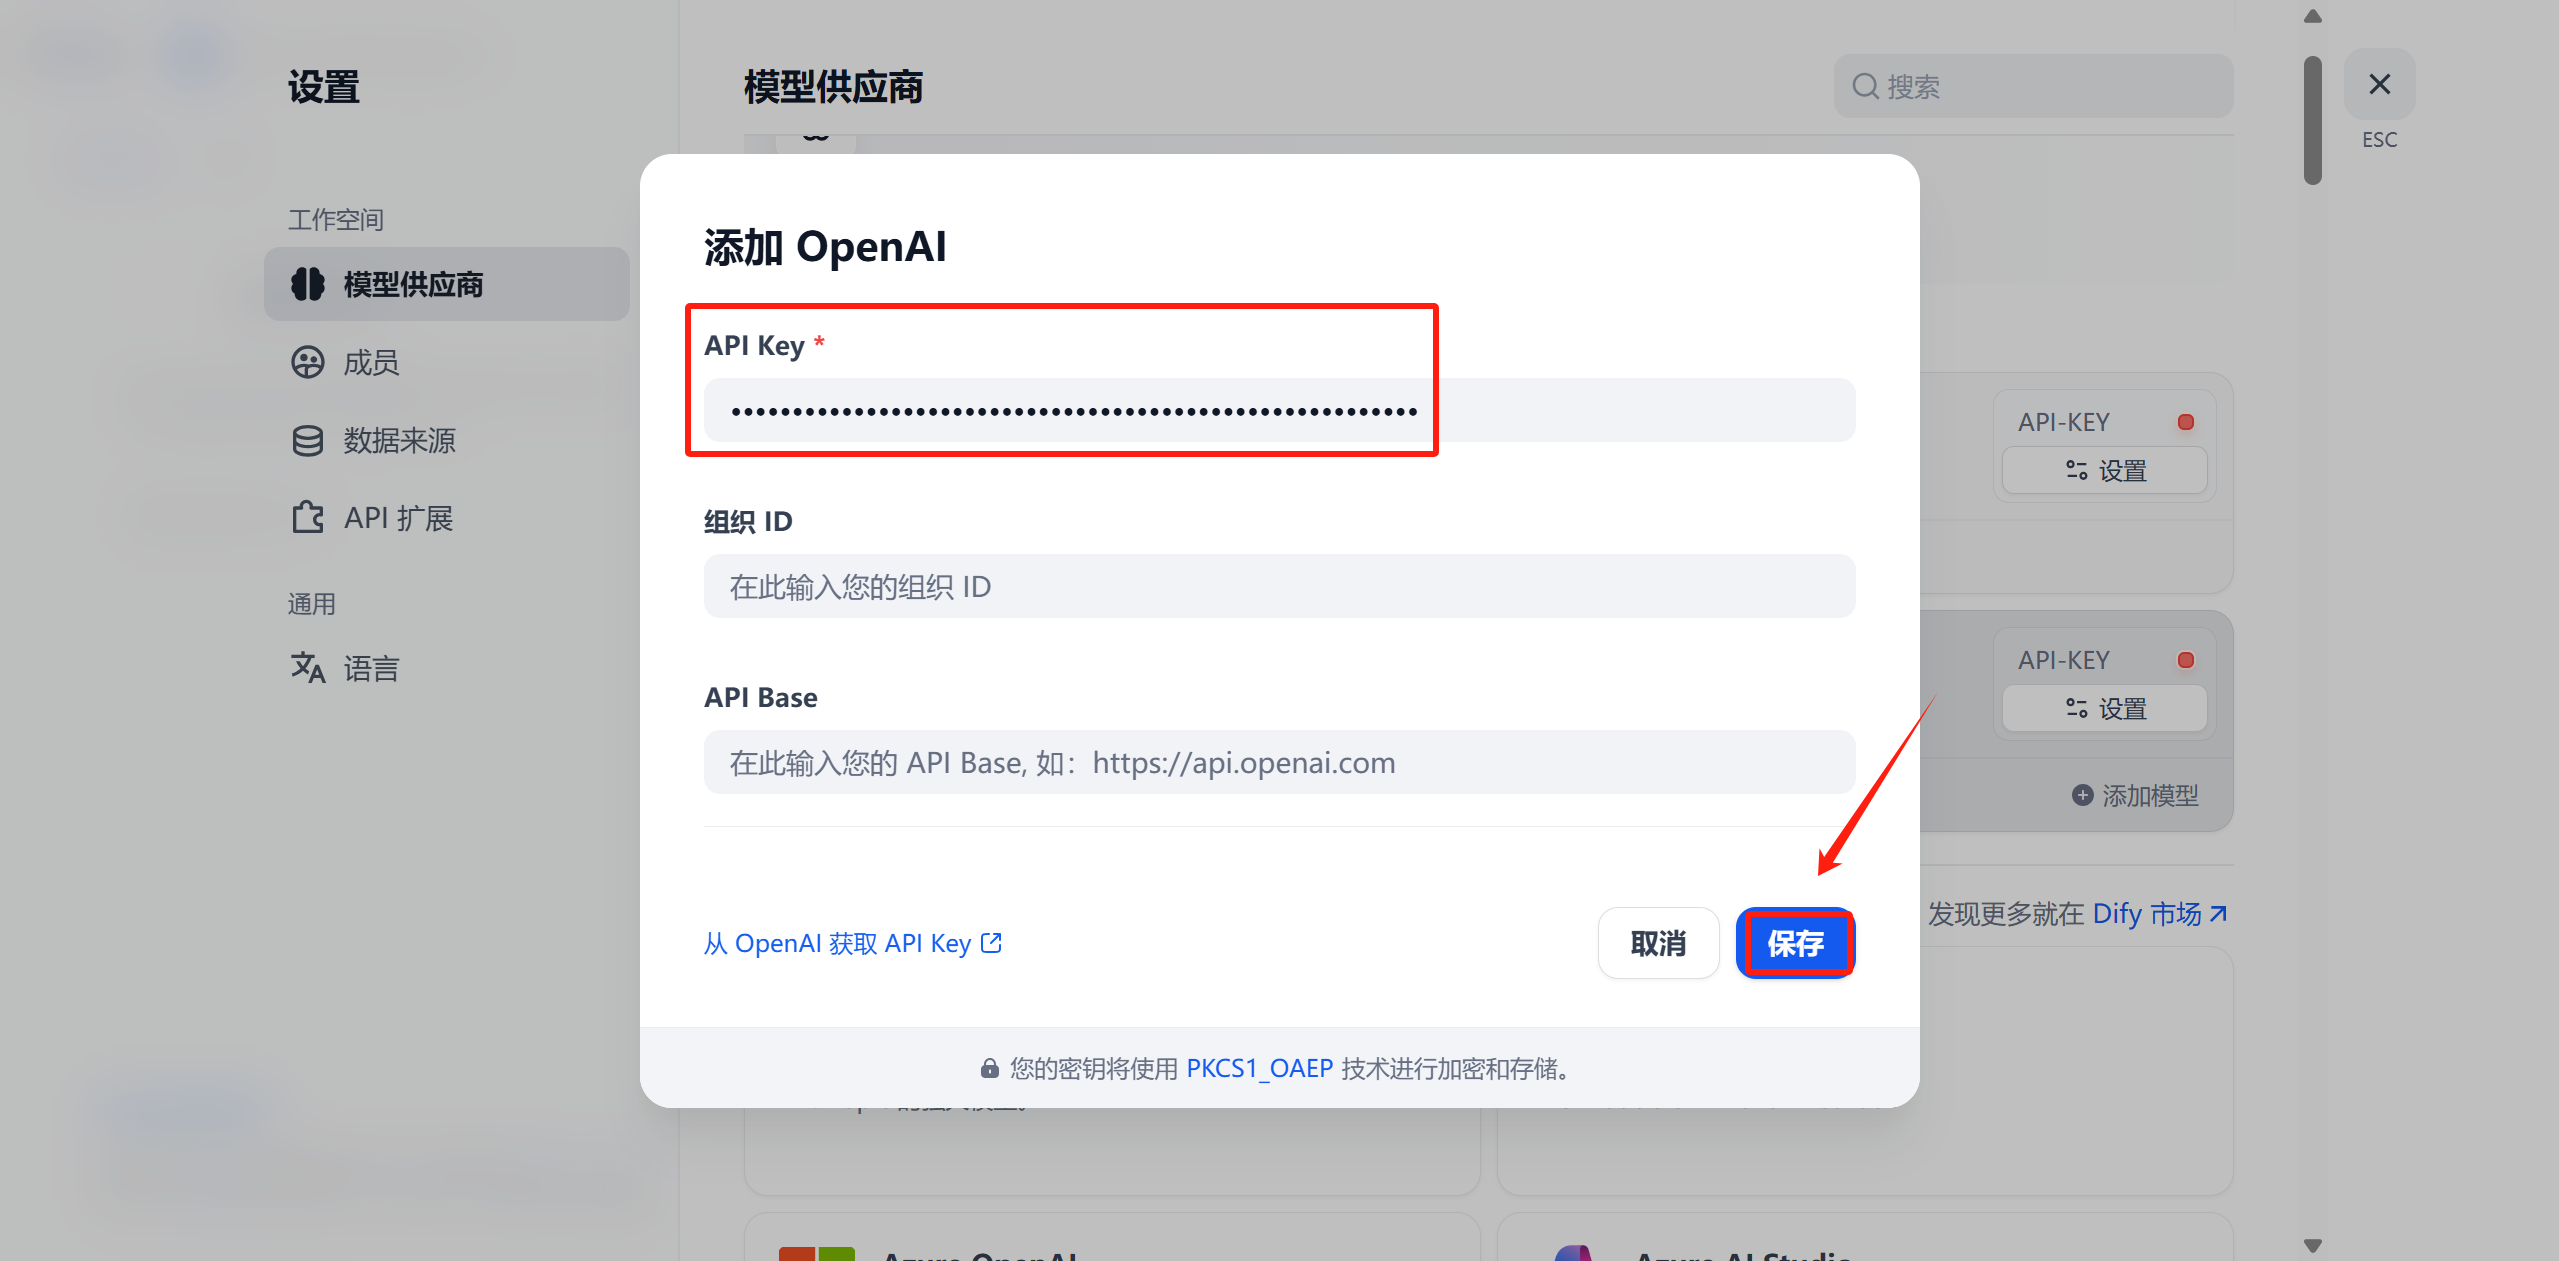 设置
工作空间
模型供应商
成员
数据来源
API 扩展
通用
语言
模型供应商
搜索
ESC
添加 OpenAI
API Key *
••••••••••••••••••••••••••••••••••••••••••••••••••••••••
组织 ID
在此输入您的组织 ID
API Base
在此输入您的 API Base, 如：https://api.openai.com
从 OpenAI 获取 API Key
取消
保存
您的密钥将使用 PKCS1_OAEP 技术进行加密和存储。
API-KEY
设置
API-KEY
设置
添加模型
发现更多就在 Dify 市场
Azure OpenAI
Azure AI Studio